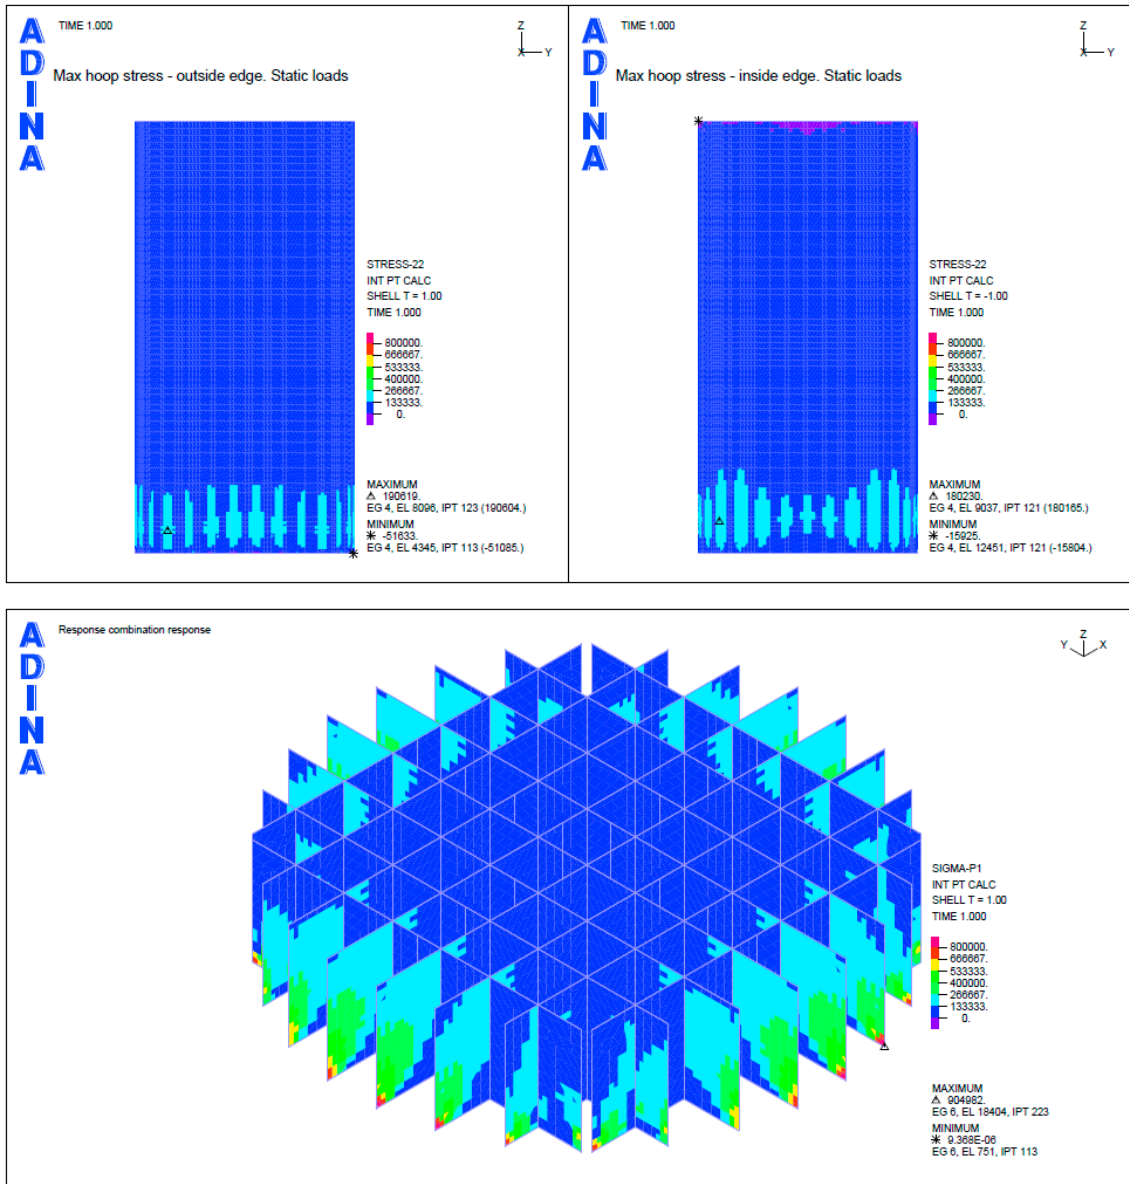 ADINA
TIME 1.000
Z
X Y
Max hoop stress - outside edge. Static loads
STRESS-22
INT PT CALC
SHELL T = 1.00
TIME 1.000
800000.
666667.
533333.
400000.
266667.
133333.
0.
MAXIMUM
190619.
EG 4, EL 8096, IPT 123 (190604.)
MINIMUM
-51633.
EG 4, EL 4345, IPT 113 (-51085.)
ADINA
TIME 1.000
Z
X Y
Max hoop stress - inside edge. Static loads
STRESS-22
INT PT CALC
SHELL T = -1.00
TIME 1.000
800000.
666667.
533333.
400000.
266667.
133333.
0.
MAXIMUM
180230.
EG 4, EL 9037, IPT 121 (180165.)
MINIMUM
-15925.
EG 4, EL 12451, IPT 121 (-15804.)
ADINA
Response combination response
Z
Y X
SIGMA-P1
INT PT CALC
SHELL T = 1.00
TIME 1.000
800000.
666667.
533333.
400000.
266667.
133333.
0.
MAXIMUM
904982.
EG 6, EL 18404, IPT 223
MINIMUM
9.368E-06
EG 6, EL 751, IPT 113